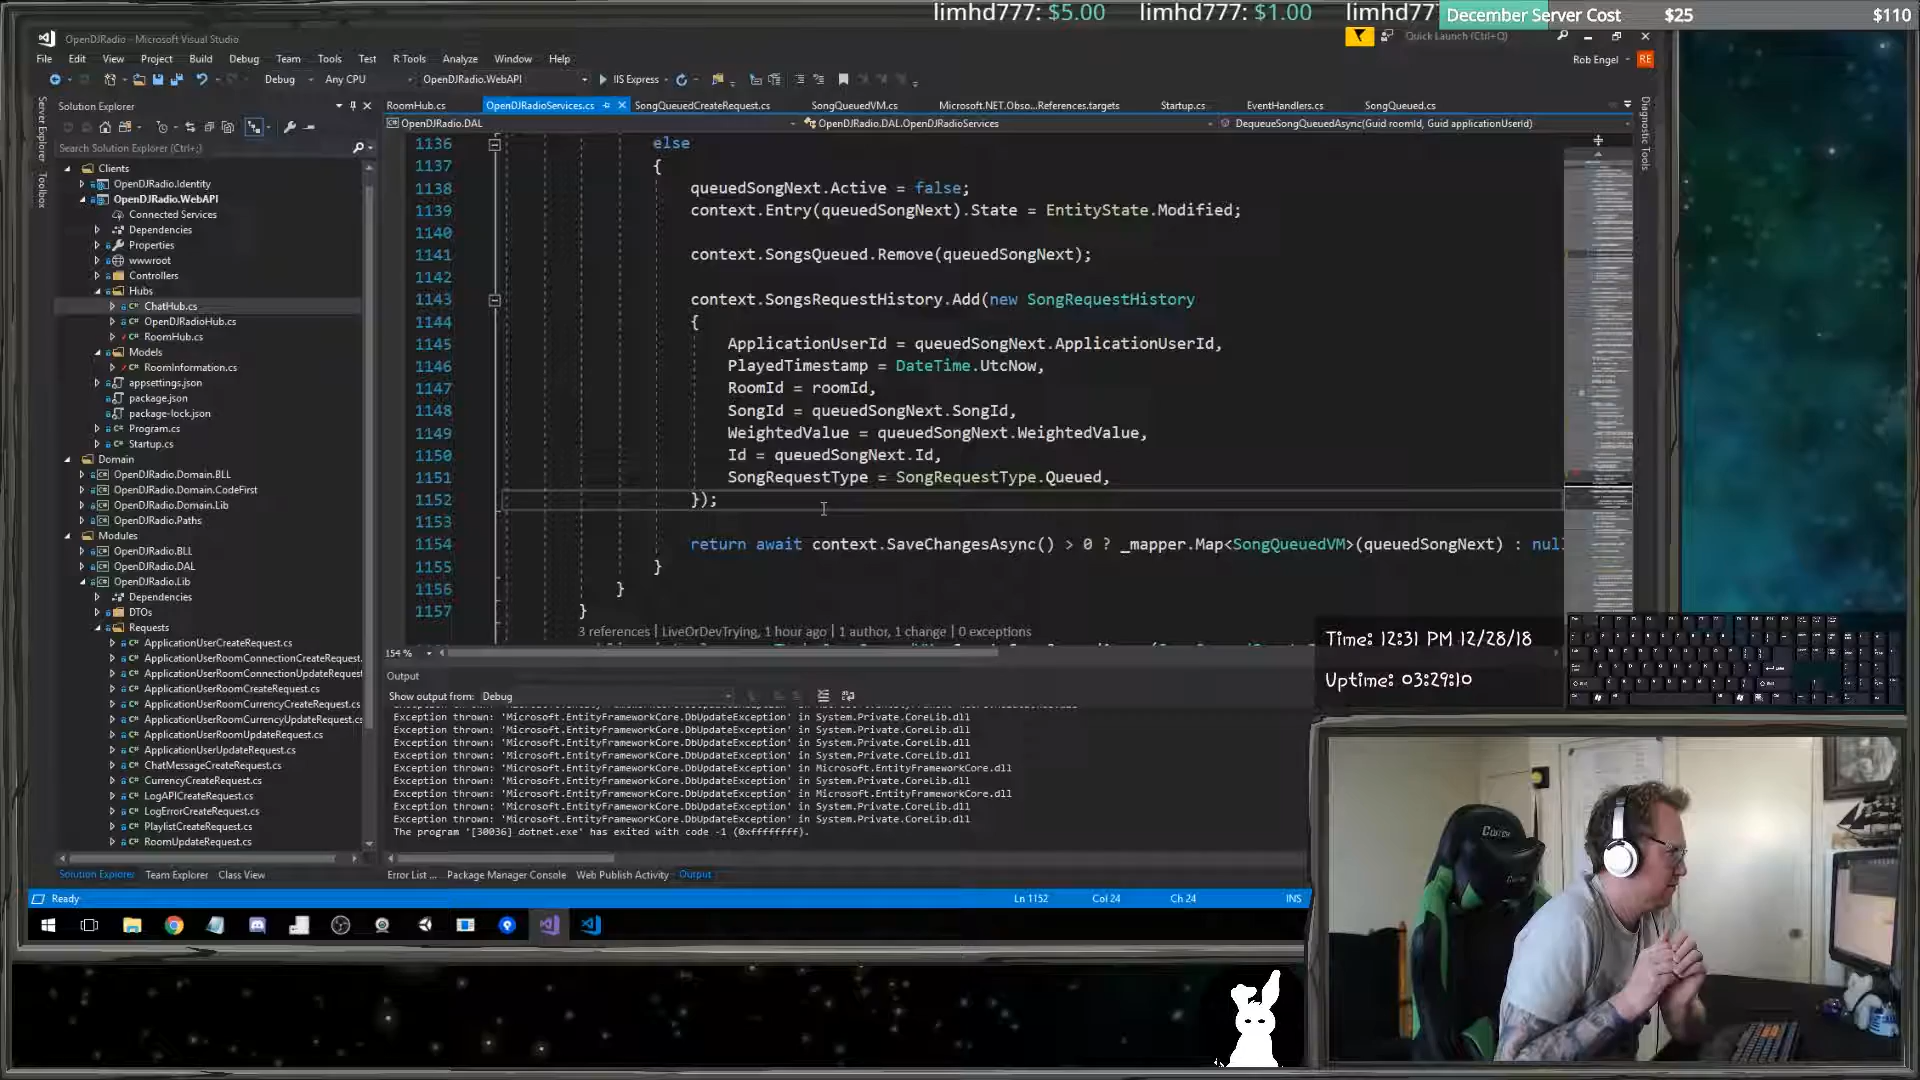 limhd777: $5.00 limhd777: $1.00 limhd77
December Server Cost $25 $110
OpenDJRadio - Microsoft Visual Studio
Quick Launch (Ctrl+Q)
File Edit View Project Build Debug Team Tools Test R Tools Analyze Window Help
Rob Engel RE
Debug Any CPU OpenDJRadio.WebAPI IIS Express
Server Explorer
Toolbox
Solution Explorer
Search Solution Explorer (Ctrl+;)
Clients
OpenDJRadio.Identity
OpenDJRadio.WebAPI
Connected Services
Dependencies
Properties
wwwroot
Controllers
Hubs
ChatHub.cs
OpenDJRadioHub.cs
RoomHub.cs
Models
RoomInformation.cs
appsettings.json
package.json
package-lock.json
Program.cs
Startup.cs
Domain
OpenDJRadio.Domain.BLL
OpenDJRadio.Domain.CodeFirst
OpenDJRadio.Domain.Lib
OpenDJRadio.Paths
Modules
OpenDJRadio.BLL
OpenDJRadio.DAL
OpenDJRadio.Lib
Dependencies
DTOs
Requests
ApplicationUserCreateRequest.cs
ApplicationUserRoomConnectionCreateRequest.
ApplicationUserRoomConnectionUpdateRequest
ApplicationUserRoomCreateRequest.cs
ApplicationUserRoomCurrencyCreateRequest.cs
ApplicationUserRoomCurrencyUpdateRequest.cs
ApplicationUserRoomUpdateRequest.cs
ApplicationUserUpdateRequest.cs
ChatMessageCreateRequest.cs
CurrencyCreateRequest.cs
LogAPICreateRequest.cs
LogErrorCreateRequest.cs
PlaylistCreateRequest.cs
RoomUpdateRequest.cs
Solution Explorer Team Explorer Class View
RoomHub.cs OpenDJRadioServices.cs SongQueuedCreateRequest.cs SongQueuedVM.cs Microsoft.NET.Obso...References.targets Startup.cs EventHandlers.cs SongQueued.cs
OpenDJRadio.DAL OpenDJRadio.DAL.OpenDJRadioServices DequeueSongQueuedAsync(Guid roomId, Guid applicationUserId)
Diagnostic Tools
1136 else
1137 {
1138 queuedSongNext.Active = false;
1139 context.Entry(queuedSongNext).State = EntityState.Modified;
1140
1141 context.SongsQueued.Remove(queuedSongNext);
1142
1143 context.SongsRequestHistory.Add(new SongRequestHistory
1144 {
1145 ApplicationUserId = queuedSongNext.ApplicationUserId,
1146 PlayedTimestamp = DateTime.UtcNow,
1147 RoomId = roomId,
1148 SongId = queuedSongNext.SongId,
1149 WeightedValue = queuedSongNext.WeightedValue,
1150 Id = queuedSongNext.Id,
1151 SongRequestType = SongRequestType.Queued,
1152 });
1153
1154 return await context.SaveChangesAsync() > 0 ? _mapper.Map<SongQueuedVM>(queuedSongNext) : nul
1155 }
1156 }
1157 }
3 references | LiveOrDevTrying, 1 hour ago | 1 author, 1 change | 0 exceptions
154 %
Output
Show output from: Debug
Exception thrown: 'Microsoft.EntityFrameworkCore.DbUpdateException' in System.Private.CoreLib.dll
Exception thrown: 'Microsoft.EntityFrameworkCore.DbUpdateException' in System.Private.CoreLib.dll
Exception thrown: 'Microsoft.EntityFrameworkCore.DbUpdateException' in System.Private.CoreLib.dll
Exception thrown: 'Microsoft.EntityFrameworkCore.DbUpdateException' in System.Private.CoreLib.dll
Exception thrown: 'Microsoft.EntityFrameworkCore.DbUpdateException' in Microsoft.EntityFrameworkCore.dll
Exception thrown: 'Microsoft.EntityFrameworkCore.DbUpdateException' in System.Private.CoreLib.dll
Exception thrown: 'Microsoft.EntityFrameworkCore.DbUpdateException' in Microsoft.EntityFrameworkCore.dll
Exception thrown: 'Microsoft.EntityFrameworkCore.DbUpdateException' in System.Private.CoreLib.dll
Exception thrown: 'Microsoft.EntityFrameworkCore.DbUpdateException' in System.Private.CoreLib.dll
The program '[30036] dotnet.exe' has exited with code -1 (0xffffffff).
Error List ... Package Manager Console Web Publish Activity Output
Ready Ln 1152 Col 24 Ch 24 INS
Time: 12:31 PM 12/28/18
Uptime: 03:29:10